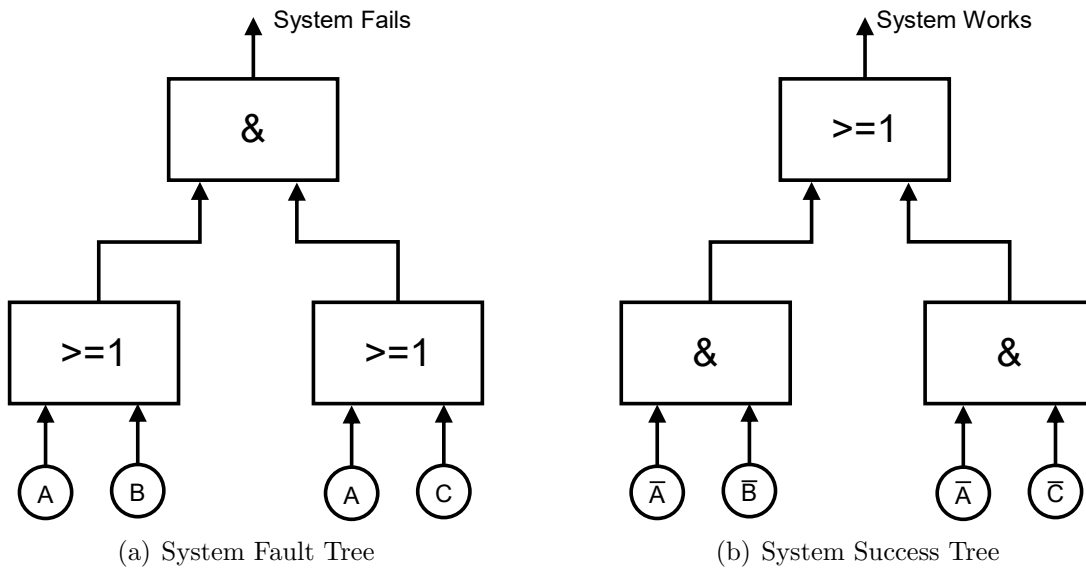 System Fails
System Works
&
>=1
>=1
>=1
&
&
A
B
A
C
A̅
B̅
A̅
C̅
(a) System Fault Tree
(b) System Success Tree